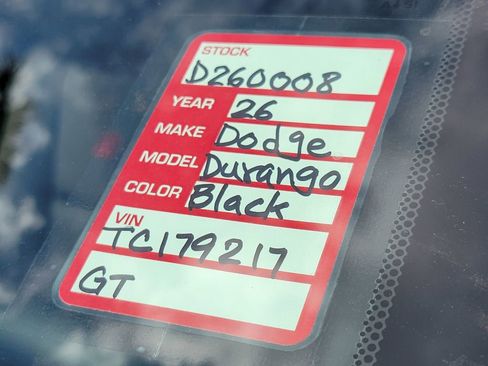 STOCK
D260008
YEAR 26
MAKE Dodge
MODEL Durango
COLOR Black
VIN
TC179217
GT